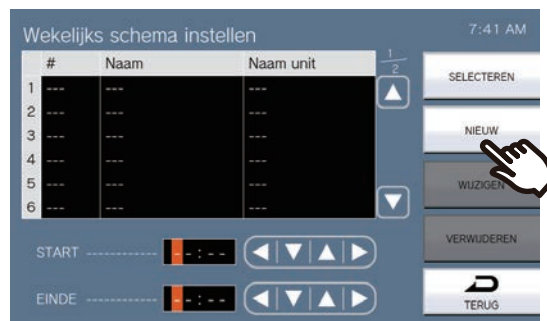 Wekelijks schema instellen 7:41 AM
# Naam Naam unit 1/2
1 --- --- ---
2 --- --- ---
3 --- --- ---
4 --- --- ---
5 --- --- ---
6 --- --- ---
START ----------- - - : - -
EINDE ----------- - - : - -
SELECTEREN
NIEUW
WIJZIGEN
VERWIJDEREN
TERUG